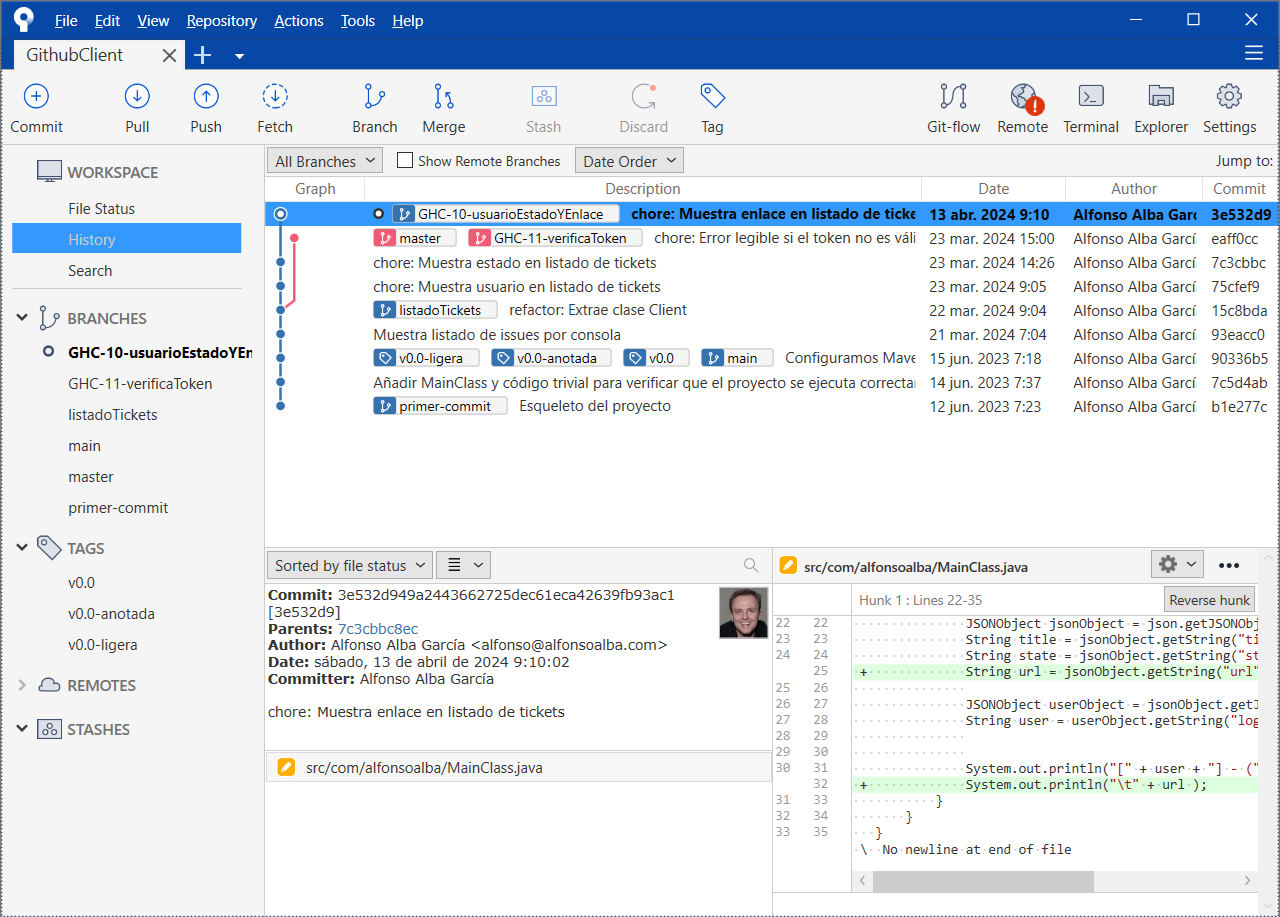 File Edit View Repository Actions Tools Help
GithubClient
Commit Pull Push Fetch Branch Merge Stash Discard Tag Git-flow Remote Terminal Explorer Settings
WORKSPACE
File Status
History
Search
BRANCHES
GHC-10-usuarioEstadoYEn
GHC-11-verificaToken
listadoTickets
main
master
primer-commit
TAGS
v0.0
v0.0-anotada
v0.0-ligera
REMOTES
STASHES
All Branches Show Remote Branches Date Order Jump to:
Graph Description Date Author Commit
GHC-10-usuarioEstadoYEnlace chore: Muestra enlace en listado de ticke 13 abr. 2024 9:10 Alfonso Alba Garc 3e532d9
master GHC-11-verificaToken chore: Error legible si el token no es váli 23 mar. 2024 15:00 Alfonso Alba Garcí eaff0cc
chore: Muestra estado en listado de tickets 23 mar. 2024 14:26 Alfonso Alba Garcí 7c3cbbc
chore: Muestra usuario en listado de tickets 23 mar. 2024 9:05 Alfonso Alba Garcí 75cfef9
listadoTickets refactor: Extrae clase Client 22 mar. 2024 9:04 Alfonso Alba Garcí 15c8bda
Muestra listado de issues por consola 21 mar. 2024 7:04 Alfonso Alba Garcí 93eacc0
v0.0-ligera v0.0-anotada v0.0 main Configuramos Mave 15 jun. 2023 7:18 Alfonso Alba Garcí 90336b5
Añadir MainClass y código trivial para verificar que el proyecto se ejecuta correctar 14 jun. 2023 7:37 Alfonso Alba Garcí 7c5d4ab
primer-commit Esqueleto del proyecto 12 jun. 2023 7:23 Alfonso Alba Garcí b1e277c
Sorted by file status
Commit: 3e532d949a2443662725dec61eca42639fb93ac1
[3e532d9]
Parents: 7c3cbbc8ec
Author: Alfonso Alba García <alfonso@alfonsoalba.com>
Date: sábado, 13 de abril de 2024 9:10:02
Committer: Alfonso Alba García
chore: Muestra enlace en listado de tickets
src/com/alfonsoalba/MainClass.java
src/com/alfonsoalba/MainClass.java
Hunk 1 : Lines 22-35 Reverse hunk
22 22 JSONObject jsonObject = json.getJSONObj
23 23 String title = jsonObject.getString("ti
24 24 String state = jsonObject.getString("st
25 + String url = jsonObject.getString("url"
25 26
26 27 JSONObject userObject = jsonObject.getJ
27 28 String user = userObject.getString("log
28 29
29 30
30 31 System.out.println("[" + user + "] - ("
32 + System.out.println("\t" + url );
31 33 }
32 34 }
33 35 }
\ No newline at end of file